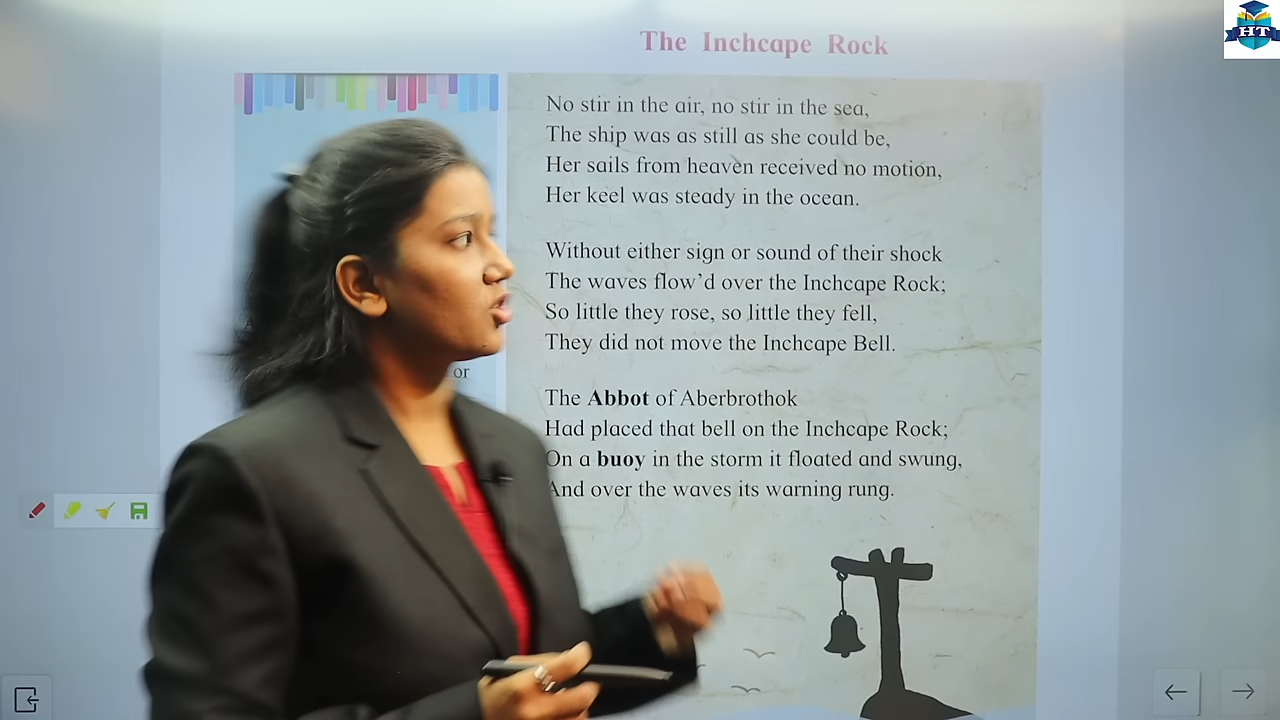 The Inchcape Rock
HT
No stir in the air, no stir in the sea,
The ship was as still as she could be,
Her sails from heaven received no motion,
Her keel was steady in the ocean.
Without either sign or sound of their shock
The waves flow'd over the Inchcape Rock;
So little they rose, so little they fell,
They did not move the Inchcape Bell.
or
The Abbot of Aberbrothok
Had placed that bell on the Inchcape Rock;
On a buoy in the storm it floated and swung,
And over the waves its warning rung.